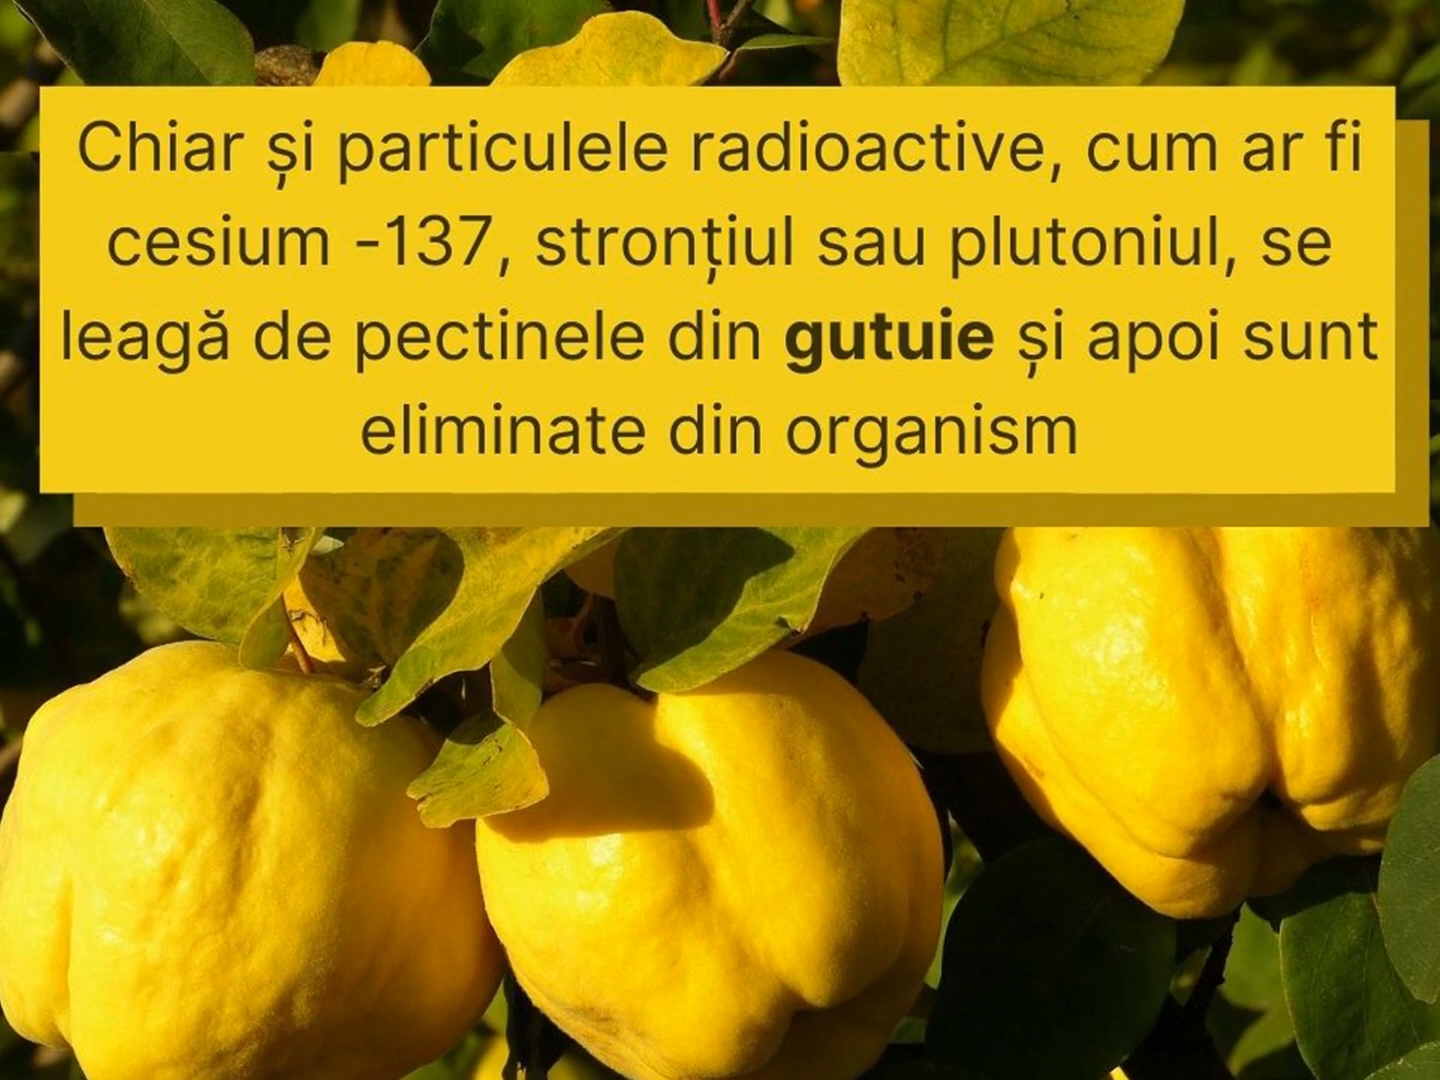 Chiar și particulele radioactive, cum ar fi
cesium -137, stronțiul sau plutoniul, se
leagă de pectinele din gutuie și apoi sunt
eliminate din organism